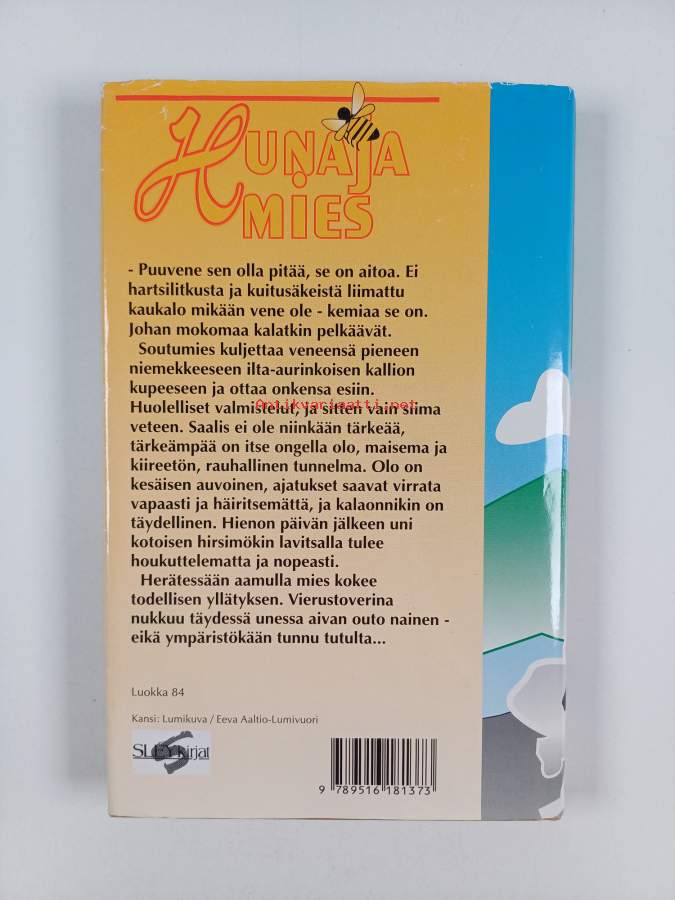 HUNAJA
MIES
- Puuvene sen olla pitää, se on aitoa. Ei
hartsilitkusta ja kuitusäkeistä liimattu
kaukalo mikään vene ole - kemiaa se on.
Johan mokomaa kalatkin pelkäävät.
Soutumies kuljettaa veneensä pieneen
niemekkeeseen ilta-aurinkoisen kallion
kupeeseen ja ottaa onkensa esiin.
Antikvariaatti.net
Huolelliset valmistelut, ja sitten vain siima
veteen. Saalis ei ole niinkään tärkeää,
tärkeämpää on itse ongella olo, maisema ja
kiireetön, rauhallinen tunnelma. Olo on
kesäisen auvoinen, ajatukset saavat virrata
vapaasti ja häiritsemättä, ja kalaonnikin on
täydellinen. Hienon päivän jälkeen uni
kotoisen hirsimökin lavitsalla tulee
houkuttelematta ja nopeasti.
Herätessään aamulla mies kokee
todellisen yllätyksen. Vierustoverina
nukkuu täydessä unessa aivan outo nainen -
eikä ympäristökään tunnu tutulta...
Luokka 84
Kansi: Lumikuva / Eeva Aaltio-Lumivuori
SLEY kirjat
9 789516 181373